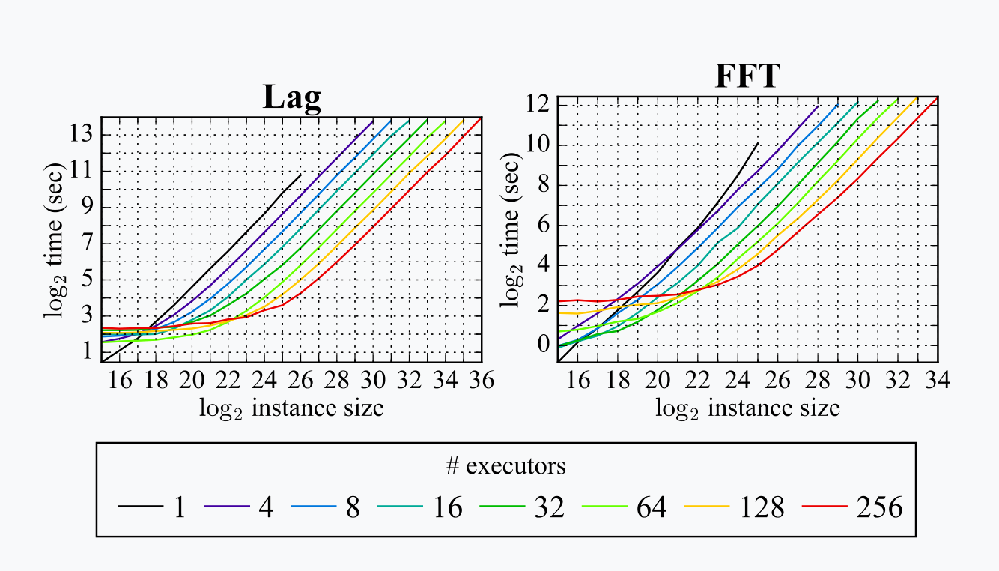 Lag
log2 time (sec)
13
11
9
7
5
3
1
16 18 20 22 24 26 28 30 32 34 36
log2 instance size
FFT
log2 time (sec)
12
10
8
6
4
2
0
16 18 20 22 24 26 28 30 32 34
log2 instance size
# executors
1 4 8 16 32 64 128 256